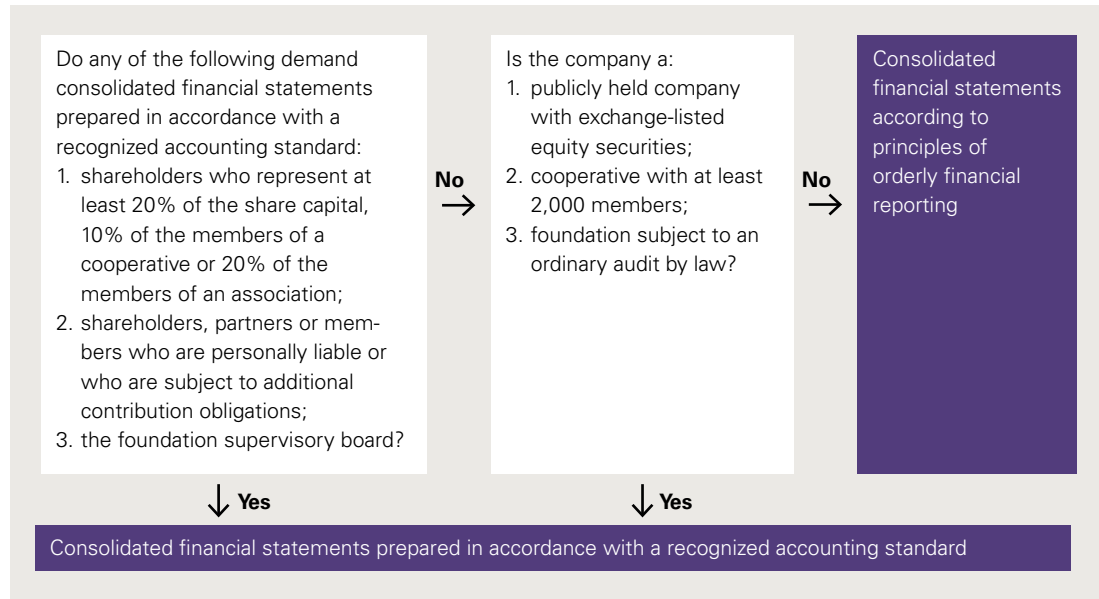 Do any of the following demand
consolidated financial statements
prepared in accordance with a
recognized accounting standard:
1. shareholders who represent at
least 20% of the share capital,
10% of the members of a
cooperative or 20% of the
members of an association;
2. shareholders, partners or mem-
bers who are personally liable or
who are subject to additional
contribution obligations;
3. the foundation supervisory board?
No
Is the company a:
1. publicly held company
with exchange-listed
equity securities;
2. cooperative with at least
2,000 members;
3. foundation subject to an
ordinary audit by law?
No
Consolidated
financial statements
according to
principles of
orderly financial
reporting
Yes
Yes
Consolidated financial statements prepared in accordance with a recognized accounting standard